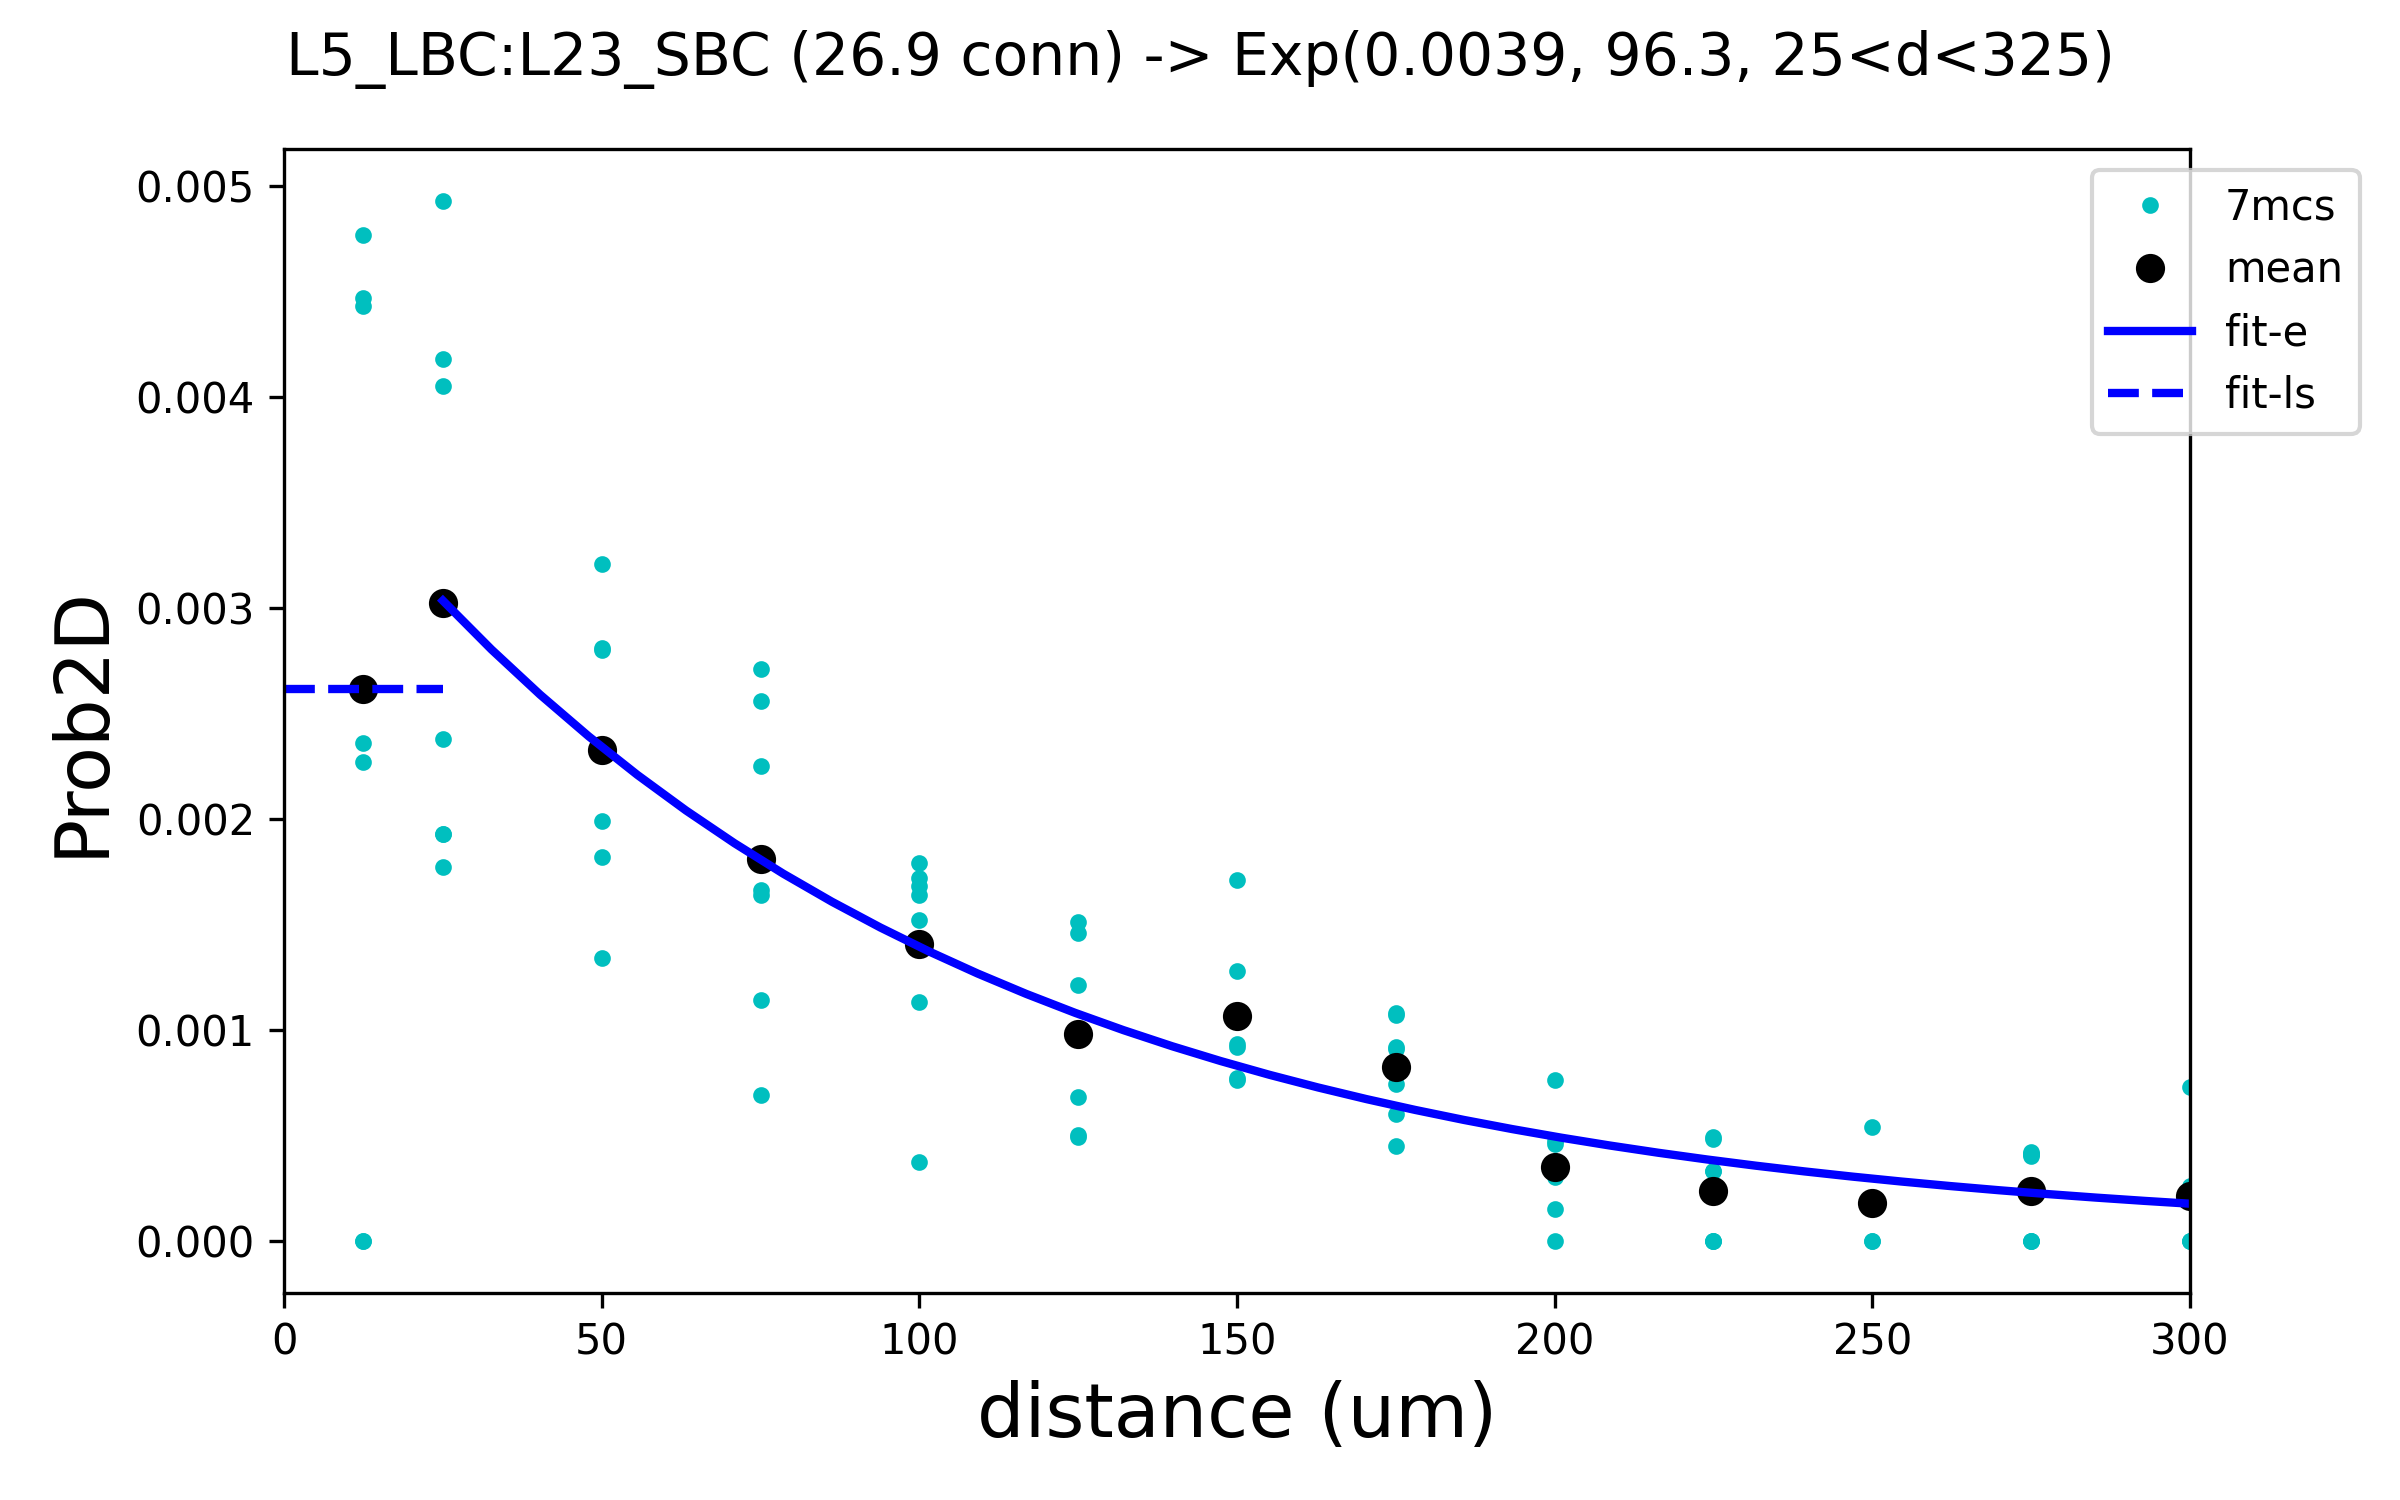 L5_LBC:L23_SBC (26.9 conn) -> Exp(0.0039, 96.3, 25<d<325)
7mcs
mean
fit-e
fit-ls
Prob2D
0.005
0.004
0.003
0.002
0.001
0.000
0
50
100
150
200
250
300
distance (um)